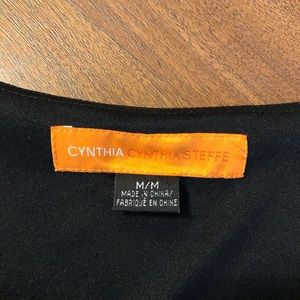 CYNTHIA CYNTHIA STEFFE
M/M
MADE IN CHINA/
FABRIQUÉ EN CHINE